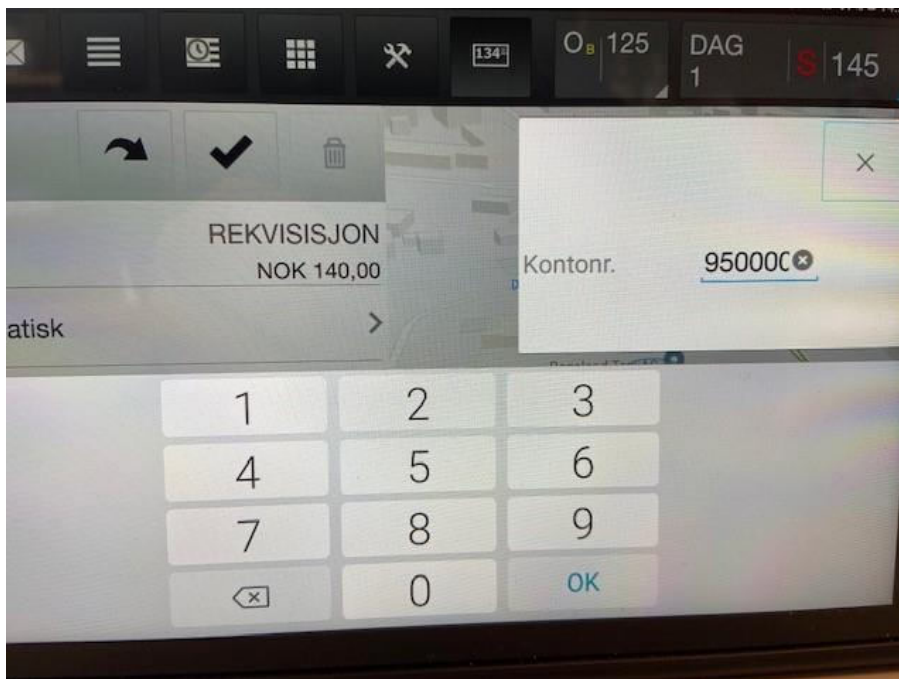 134
O B 125
DAG
1
S 145
REKVISISJON
NOK 140,00
Kontonr. 950000
atisk
1 2 3
4 5 6
7 8 9
0 OK